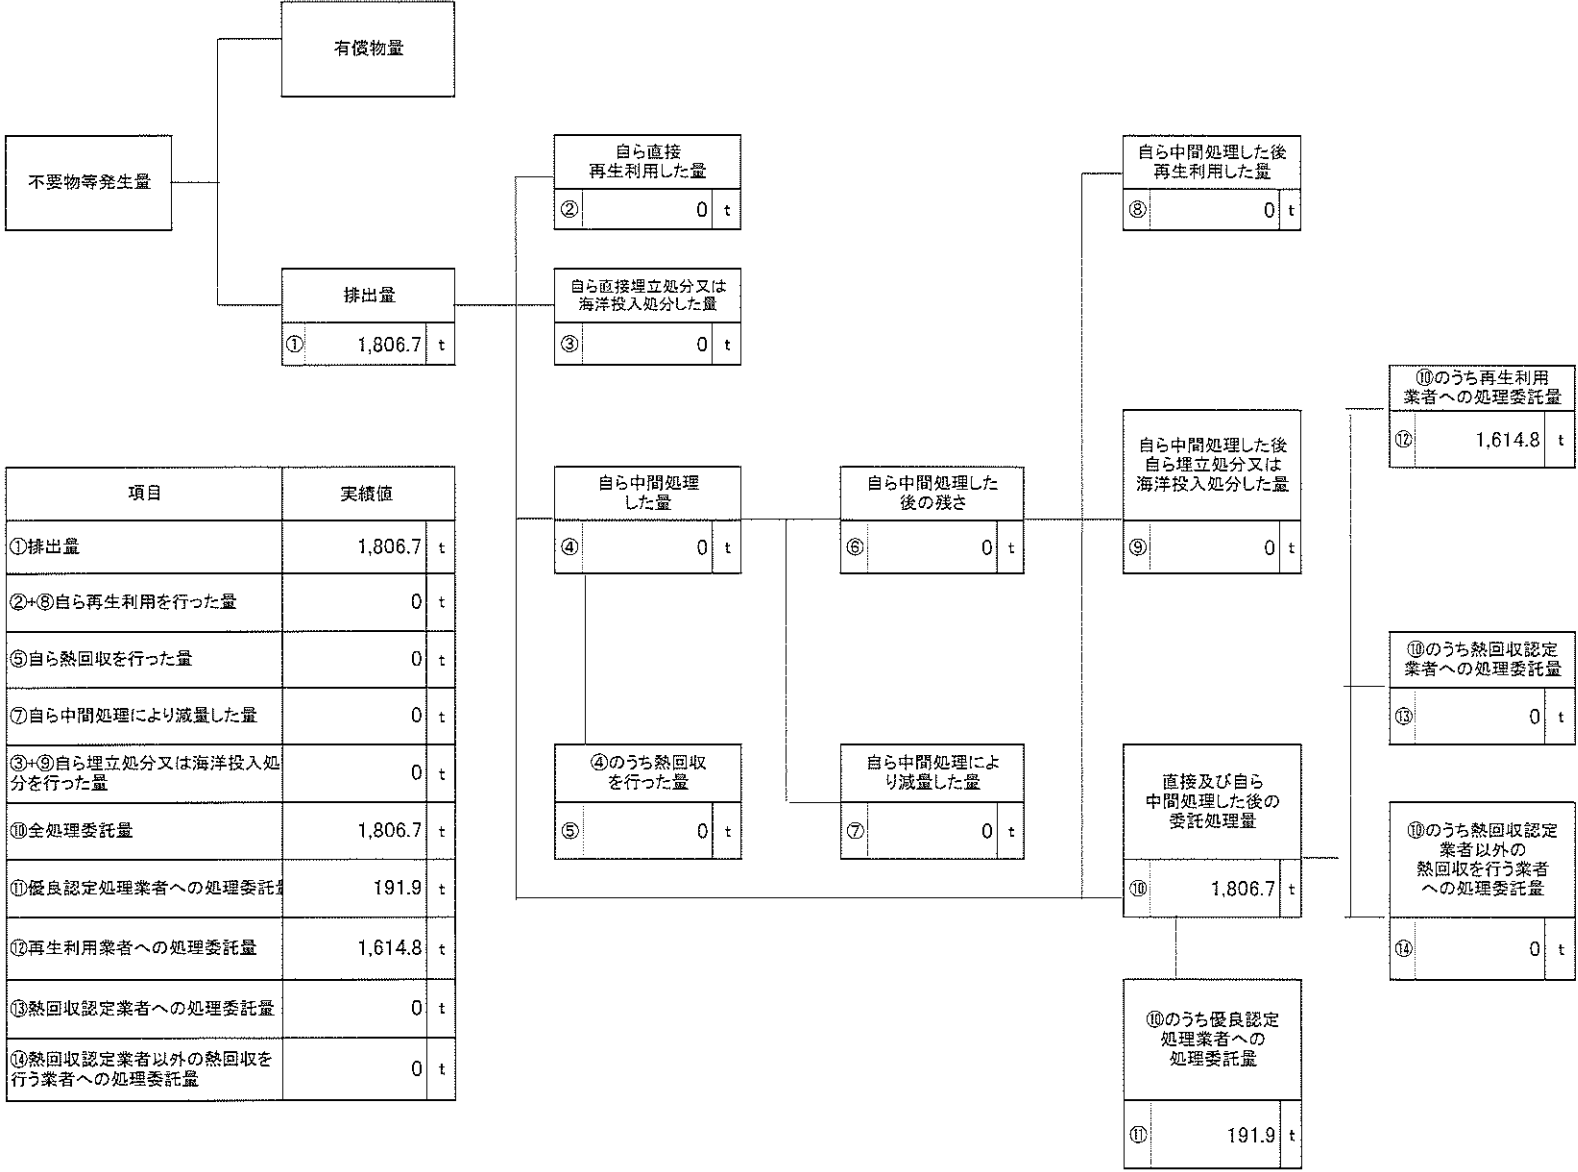 有償物量
不要物等発生量
排出量
① 1,806.7 t
自ら直接
再生利用した量
② 0 t
自ら直接埋立処分又は
海洋投入処分した量
③ 0 t
自ら中間処理
した量
④ 0 t
④のうち熱回収
を行った量
⑤ 0 t
自ら中間処理した
後の残さ
⑥ 0 t
自ら中間処理によ
り減量した量
⑦ 0 t
自ら中間処理した後
再生利用した量
⑧ 0 t
自ら中間処理した後
自ら埋立処分又は
海洋投入処分した量
⑨ 0 t
直接及び自ら
中間処理した後の
委託処理量
⑩ 1,806.7 t
⑩のうち優良認定
処理業者への
処理委託量
⑪ 191.9 t
⑩のうち再生利用
業者への処理委託量
⑫ 1,614.8 t
⑩のうち熱回収認定
業者への処理委託量
⑬ 0 t
⑩のうち熱回収認定
業者以外の
熱回収を行う業者
への処理委託量
⑭ 0 t
項目 実績値
①排出量 1,806.7 t
②+⑧自ら再生利用を行った量 0 t
⑤自ら熱回収を行った量 0 t
⑦自ら中間処理により減量した量 0 t
③+⑨自ら埋立処分又は海洋投入処
分を行った量 0 t
⑩全処理委託量 1,806.7 t
⑪優良認定処理業者への処理委託量 191.9 t
⑫再生利用業者への処理委託量 1,614.8 t
⑬熱回収認定業者への処理委託量 0 t
⑭熱回収認定業者以外の熱回収を
行う業者への処理委託量 0 t